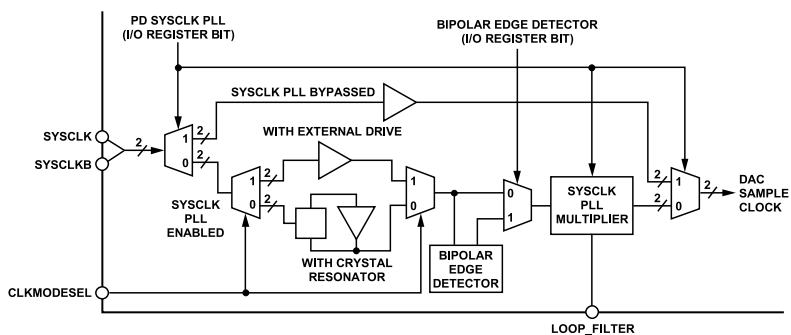 PD SYSCLK PLL
(I/O REGISTER BIT)
BIPOLAR EDGE DETECTOR
(I/O REGISTER BIT)
SYSCLK PLL BYPASSED
2
2
SYSCLK
SYSCLKB
2
1
0
2
WITH EXTERNAL DRIVE
SYSCLK
PLL
ENABLED
1
0
2
2
WITH CRYSTAL
RESONATOR
1
0
BIPOLAR
EDGE
DETECTOR
0
1
SYSCLK
PLL
MULTIPLIER
2
1
0
2
DAC
SAMPLE
CLOCK
CLKMODESEL
LOOP_FILTER